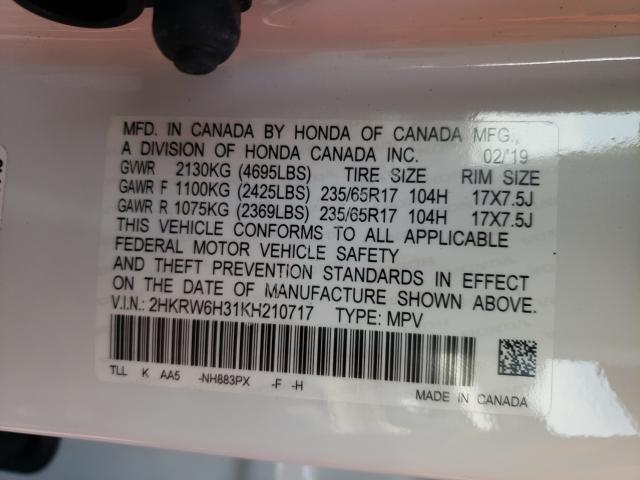 MFD. IN CANADA BY HONDA OF CANADA MFG.,
A DIVISION OF HONDA CANADA INC. 02/19
GVWR 2130KG (4695LBS) TIRE SIZE RIM SIZE
GAWR F 1100KG (2425LBS) 235/65R17 104H 17X7.5J
GAWR R 1075KG (2369LBS) 235/65R17 104H 17X7.5J
THIS VEHICLE CONFORMS TO ALL APPLICABLE
FEDERAL MOTOR VEHICLE SAFETY
AND THEFT PREVENTION STANDARDS IN EFFECT
ON THE DATE OF MANUFACTURE SHOWN ABOVE.
V.I.N.: 2HKRW6H31KH210717 TYPE: MPV
TLL K AA5 -NH883PX -F -H
MADE IN CANADA